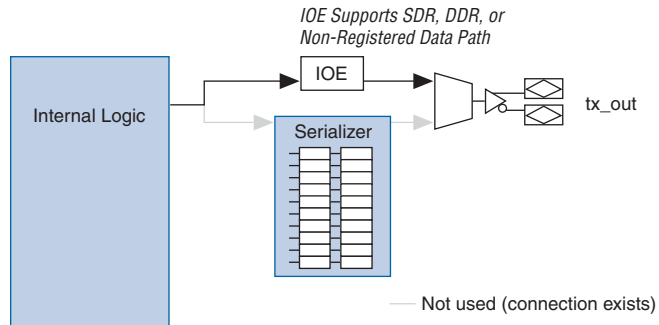 IOE Supports SDR, DDR, or
Non-Registered Data Path
IOE
Internal Logic
tx_out
Serializer
Not used (connection exists)